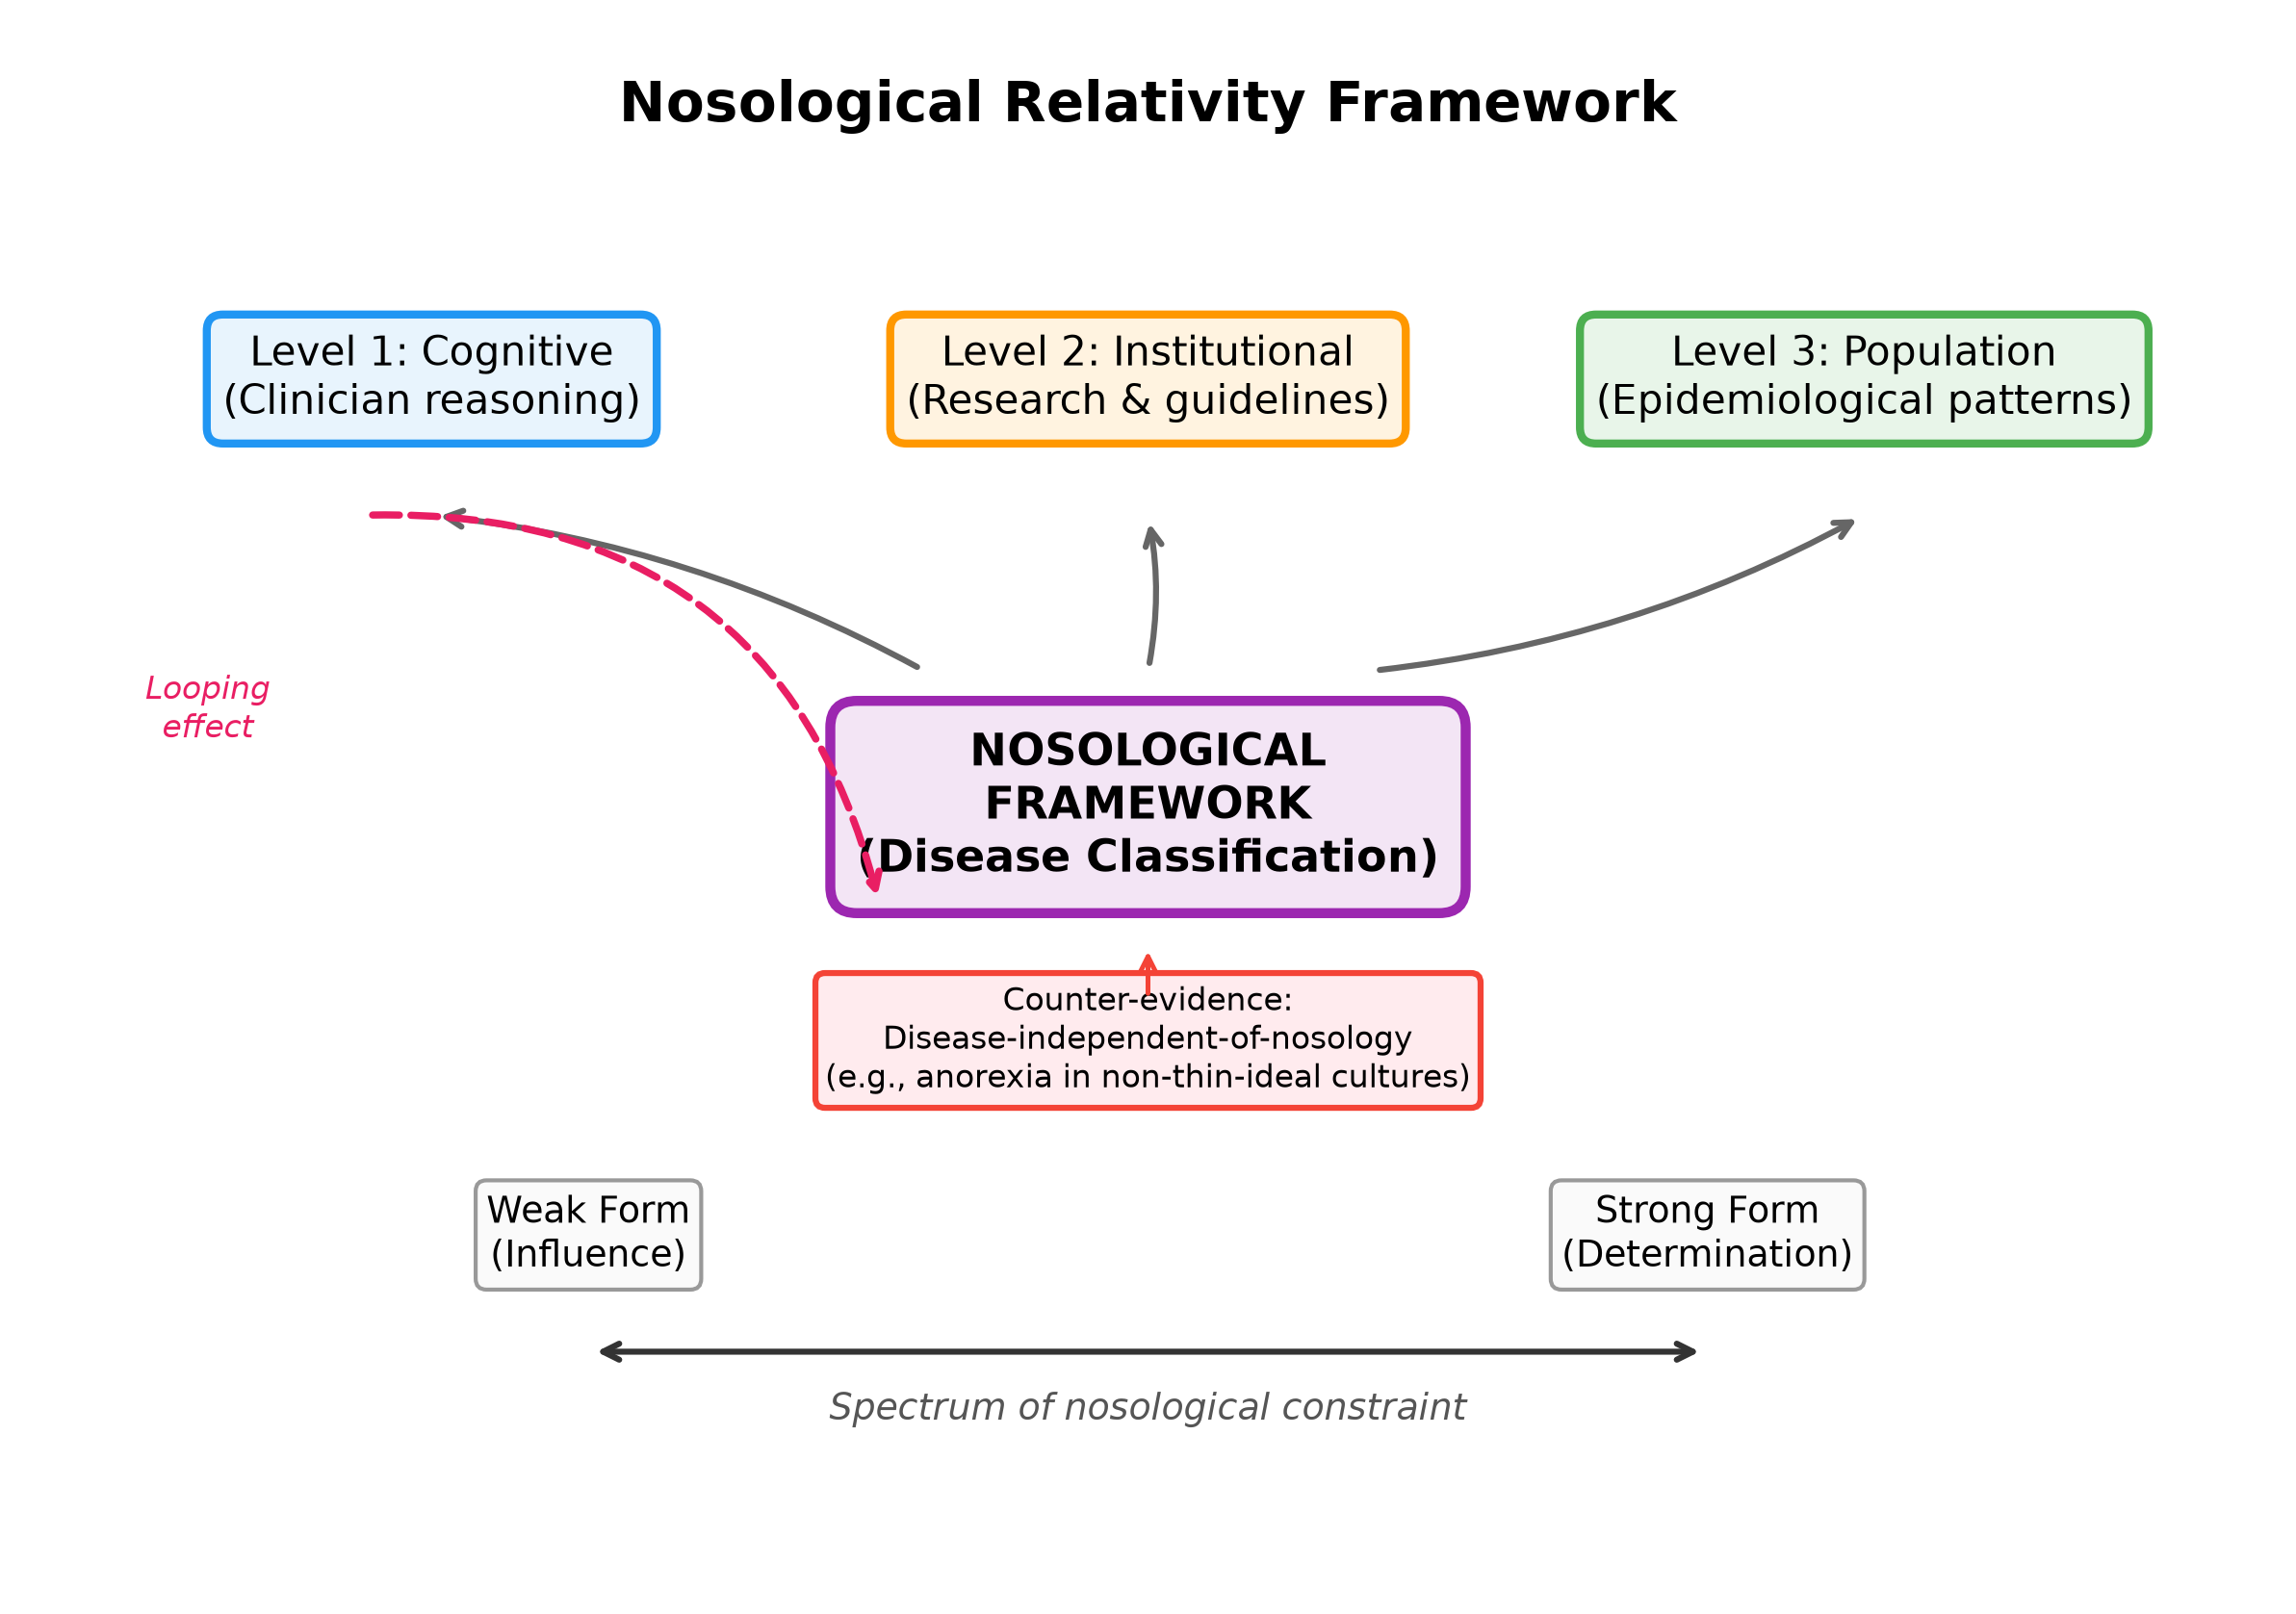 Nosological Relativity Framework
Level 1: Cognitive
(Clinician reasoning)
Level 2: Institutional
(Research & guidelines)
Level 3: Population
(Epidemiological patterns)
Looping
effect
NOSOLOGICAL
FRAMEWORK
(Disease Classification)
Counter-evidence:
Disease-independent-of-nosology
(e.g., anorexia in non-thin-ideal cultures)
Weak Form
(Influence)
Strong Form
(Determination)
Spectrum of nosological constraint